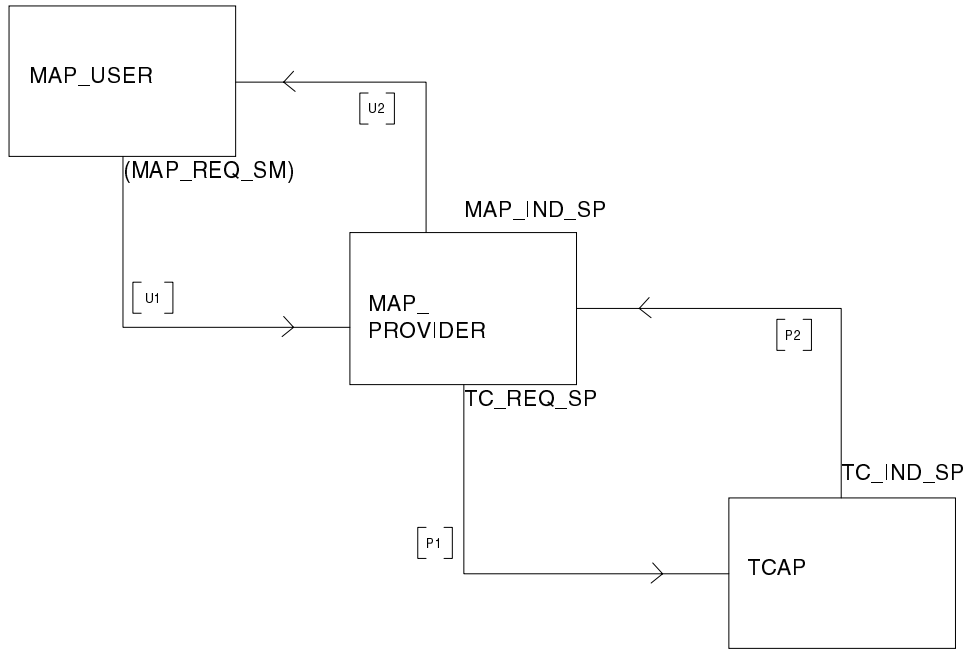 MAP_USER
[U2]
(MAP_REQ_SM)
MAP_IND_SP
[U1]
MAP_
PROVIDER
[P2]
TC_REQ_SP
TC_IND_SP
[P1]
TCAP